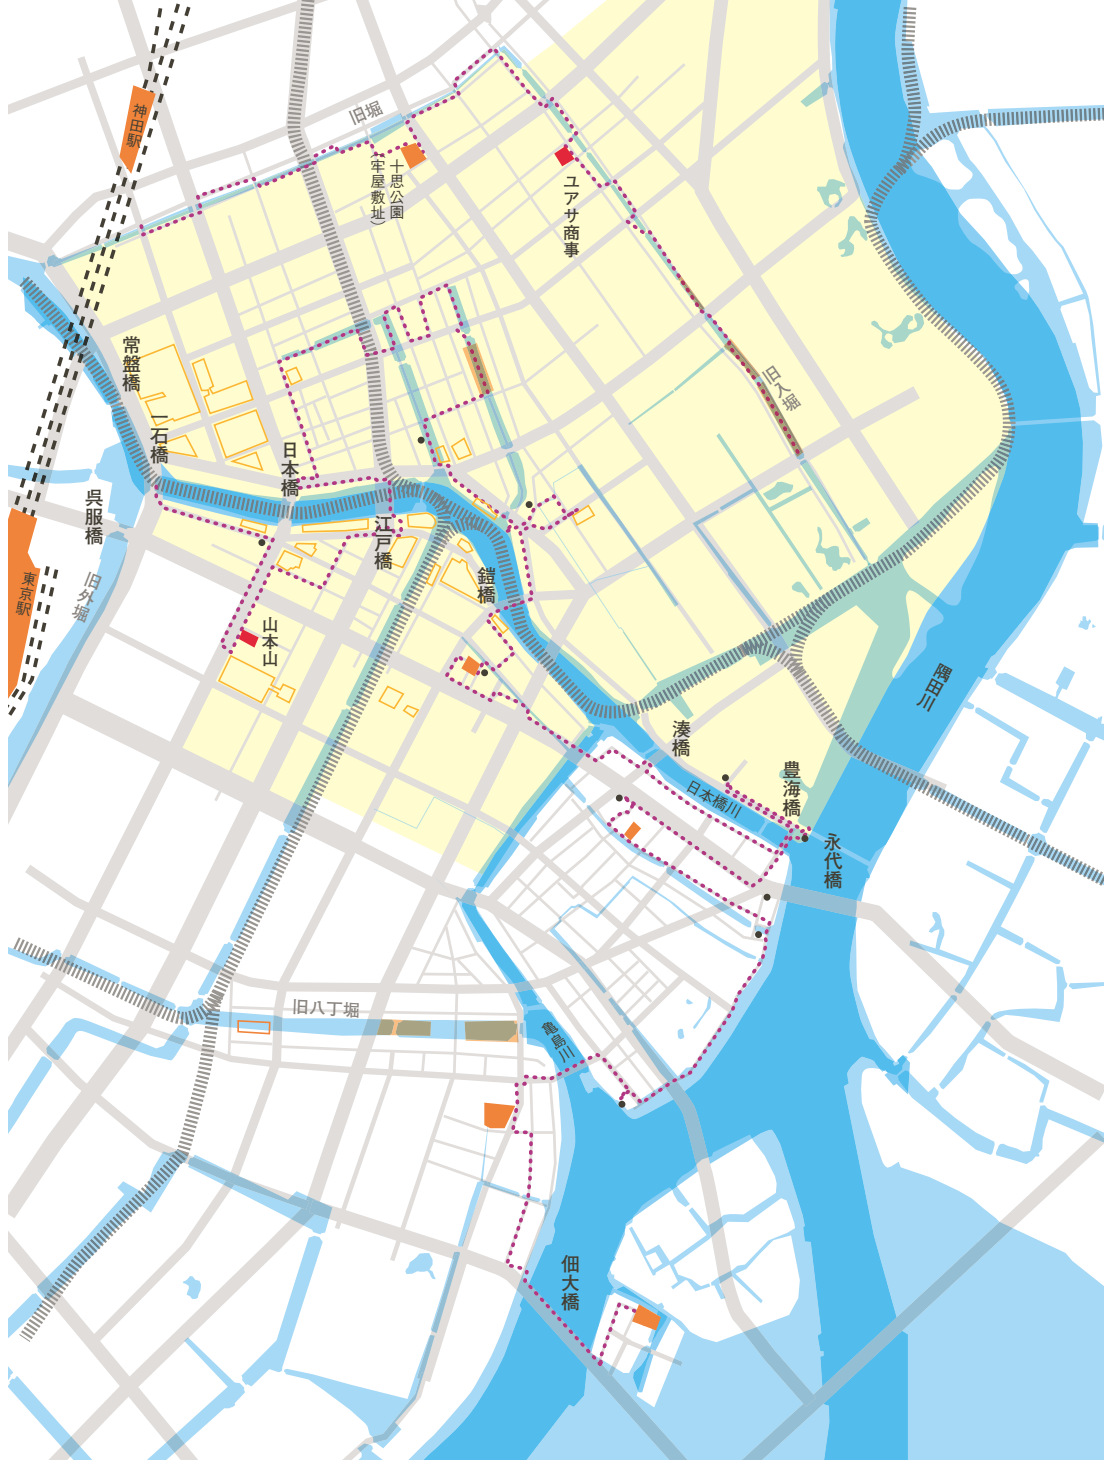 神田駅
旧堀
十思公園
(牢屋敷址)
ユアサ商事
常盤橋
一石橋
日本橋
呉服橋
江戸橋
旧入堀
鎧橋
東京駅
旧外堀
山本山
隅田川
湊橋
日本橋川
豊海橋
永代橋
旧八丁堀
亀島川
佃大橋